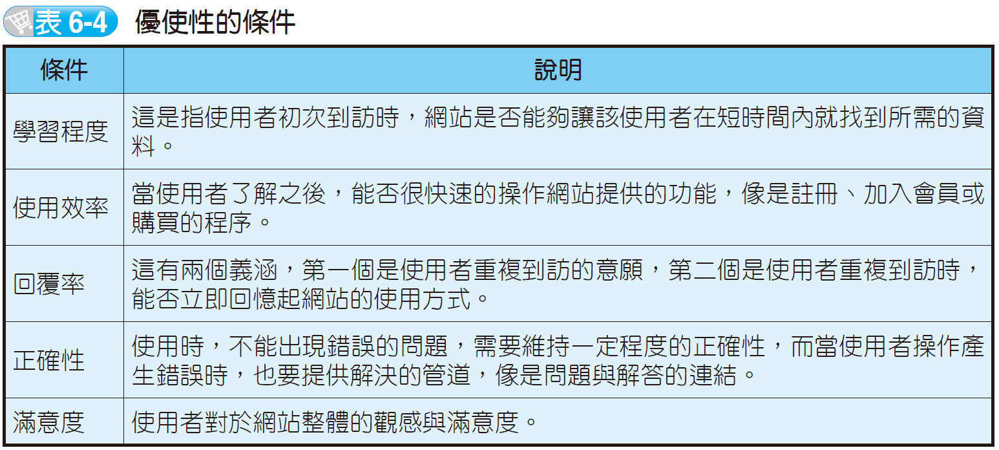 表 6-4 優使性的條件
條件 說明
學習程度
這是指使用者初次到訪時，網站是否能夠讓該使用者在短時間內就找到所需的資
料。
使用效率
當使用者了解之後，能否很快速的操作網站提供的功能，像是註冊、加入會員或
購買的程序。
回覆率
這有兩個義涵，第一個是使用者重複到訪的意願，第二個是使用者重複到訪時，
能否立即回憶起網站的使用方式。
正確性
使用時，不能出現錯誤的問題，需要維持一定程度的正確性，而當使用者操作產
生錯誤時，也要提供解決的管道，像是問題與解答的連結。
滿意度
使用者對於網站整體的觀感與滿意度。